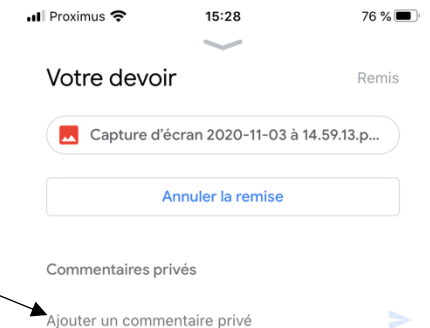 Proximus 15:28 76 %
Votre devoir Remis
Capture d'écran 2020-11-03 à 14.59.13.p...
Annuler la remise
Commentaires privés
Ajouter un commentaire privé